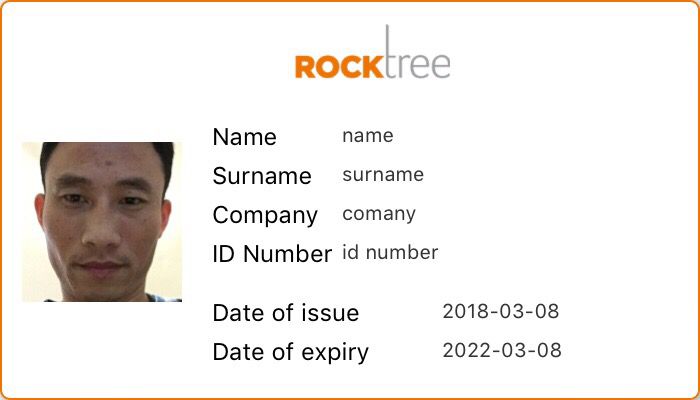 ROCKtree
Name name
Surname surname
Company comany
ID Number id number
Date of issue 2018-03-08
Date of expiry 2022-03-08